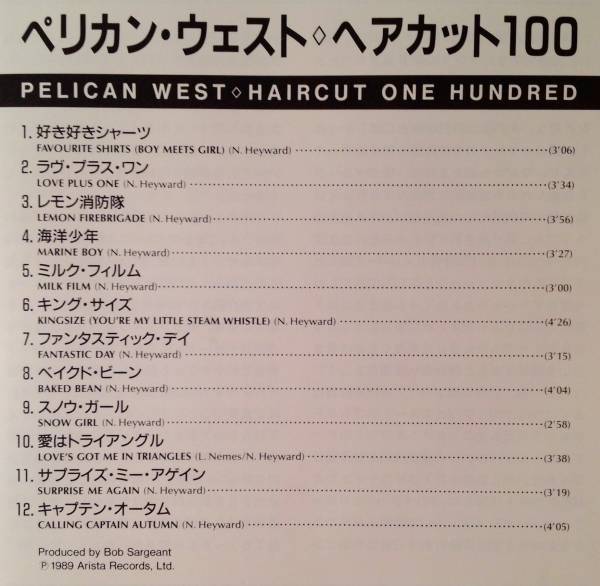 ペリカン・ウェスト◇ヘアカット100
PELICAN WEST◇HAIRCUT ONE HUNDRED
1. 好き好きシャーツ
FAVOURITE SHIRTS (BOY MEETS GIRL) (N. Heyward) ........(3'06)
2. ラヴ・プラス・ワン
LOVE PLUS ONE (N. Heyward) ........(3'34)
3. レモン消防隊
LEMON FIREBRIGADE (N. Heyward) ........(3'56)
4. 海洋少年
MARINE BOY (N. Heyward) ........(3'27)
5. ミルク・フィルム
MILK FILM (N. Heyward) ........(3'00)
6. キング・サイズ
KINGSIZE (YOU'RE MY LITTLE STEAM WHISTLE) (N. Heyward) ........(4'26)
7. ファンタスティック・デイ
FANTASTIC DAY (N. Heyward) ........(3'15)
8. ベイクド・ビーン
BAKED BEAN (N. Heyward) ........(4'04)
9. スノウ・ガール
SNOW GIRL (N. Heyward) ........(2'58)
10. 愛はトライアングル
LOVE'S GOT ME IN TRIANGLES (L. Nemes/N. Heyward) ........(3'38)
11. サプライズ・ミー・アゲイン
SURPRISE ME AGAIN (N. Heyward) ........(3'19)
12. キャプテン・オータム
CALLING CAPTAIN AUTUMN (N. Heyward) ........(4'05)
Produced by Bob Sargeant
Ⓟ1989 Arista Records, Ltd.